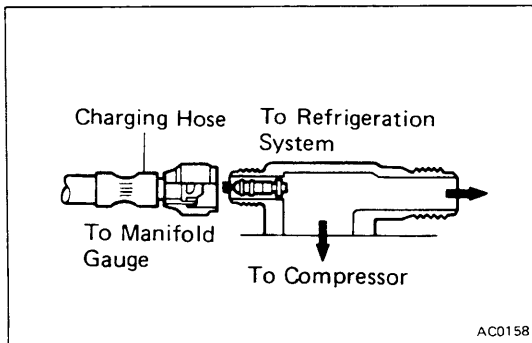 Charging Hose
To Refrigeration
System
To Manifold
Gauge
To Compressor
AC0158